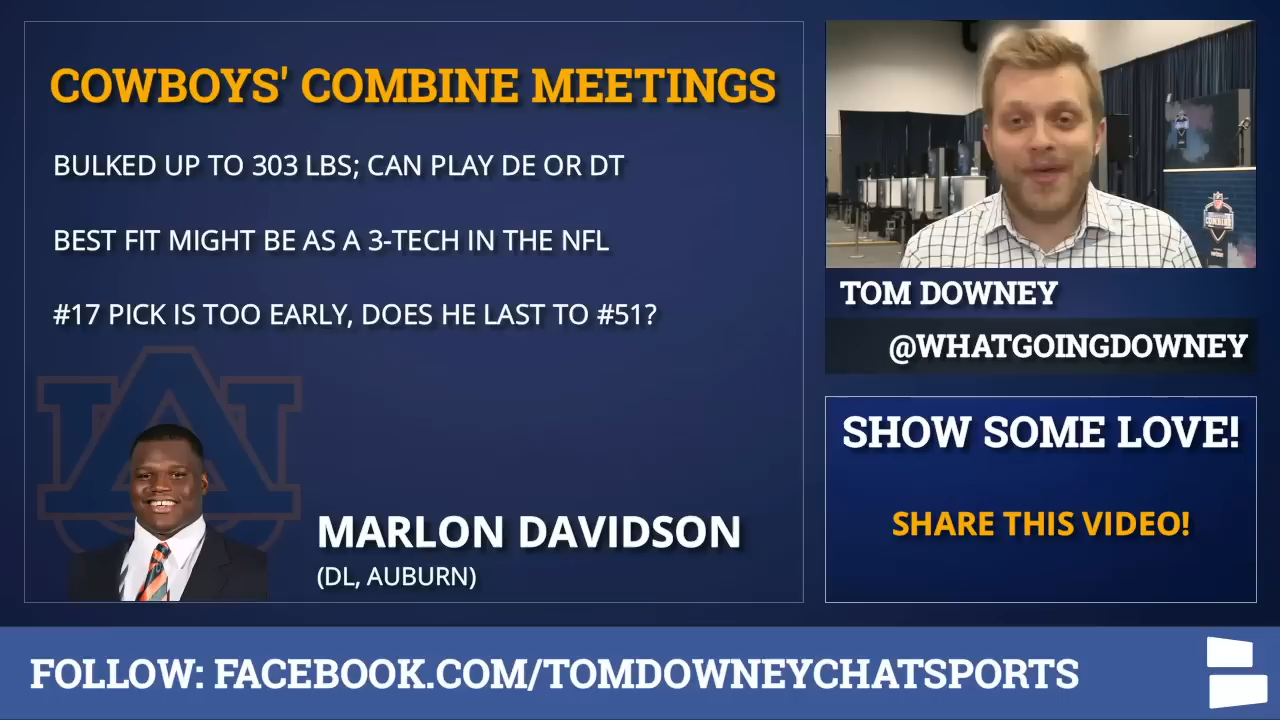 COWBOYS' COMBINE MEETINGS
BULKED UP TO 303 LBS; CAN PLAY DE OR DT
BEST FIT MIGHT BE AS A 3-TECH IN THE NFL
#17 PICK IS TOO EARLY, DOES HE LAST TO #51?
MARLON DAVIDSON
(DL, AUBURN)
TOM DOWNEY
@WHATGOINGDOWNEY
SHOW SOME LOVE!
SHARE THIS VIDEO!
FOLLOW: FACEBOOK.COM/TOMDOWNEYCHATSPORTS